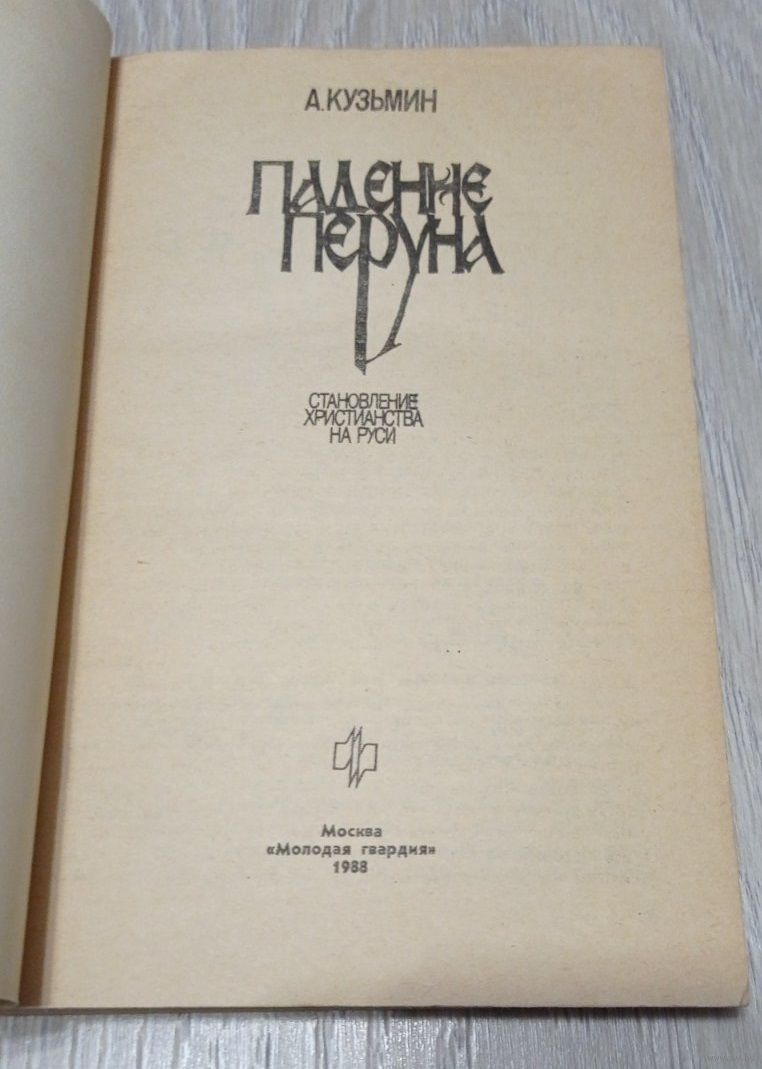 А.КУЗЬМИН
ПАДЕНИЕ
ПЕРУНА
СТАНОВЛЕНИЕ
ХРИСТИАНСТВА
НА РУСИ
Москва
«Молодая гвардия»
1988